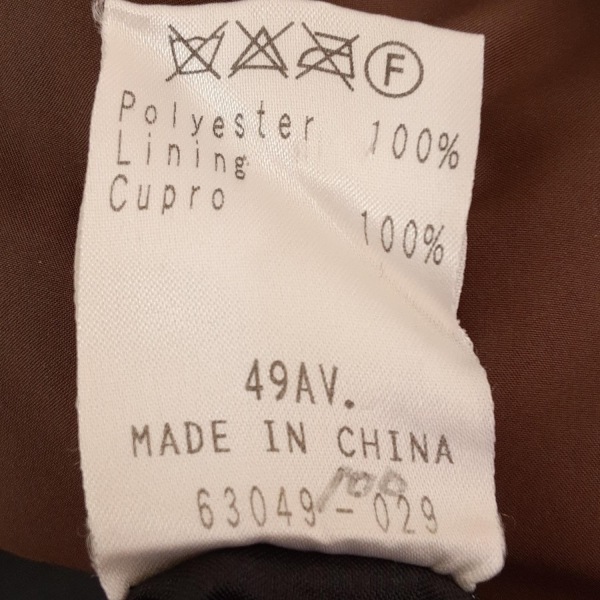 F
Polyester 100%
Lining
Cupro 100%
49AV.
MADE IN CHINA
63049-029